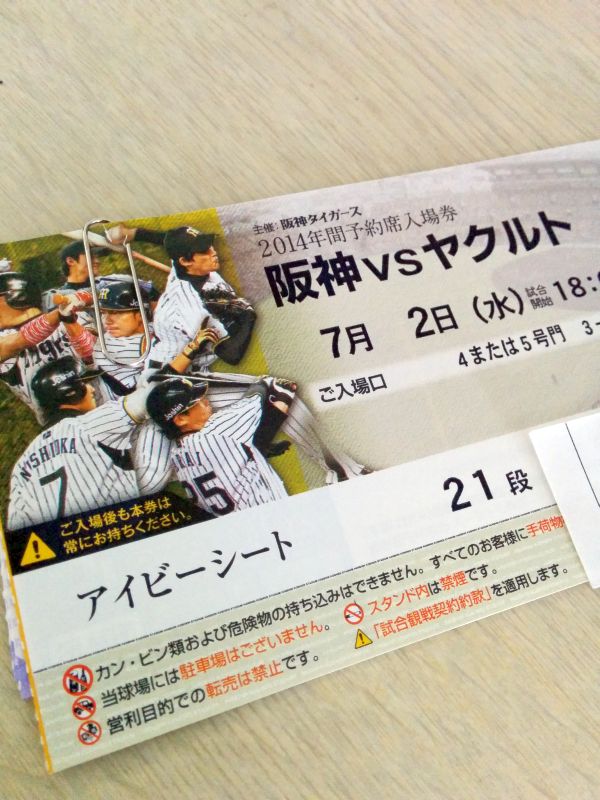 主催:阪神タイガース
2014年間予約席入場券
阪神vsヤクルト
7月 2日(水) 試合開始 18:
ご入場口 4または5号門 3
NISHIOKA
7
25
ご入場後も本券は
常にお持ちください。
アイビーシート 21段
カン・ビン類および危険物の持ち込みはできません。すべてのお客様に手荷物
当球場には駐車場はございません。 スタンド内は禁煙です。
営利目的での転売は禁止です。 「試合観戦契約約款」を適用します。